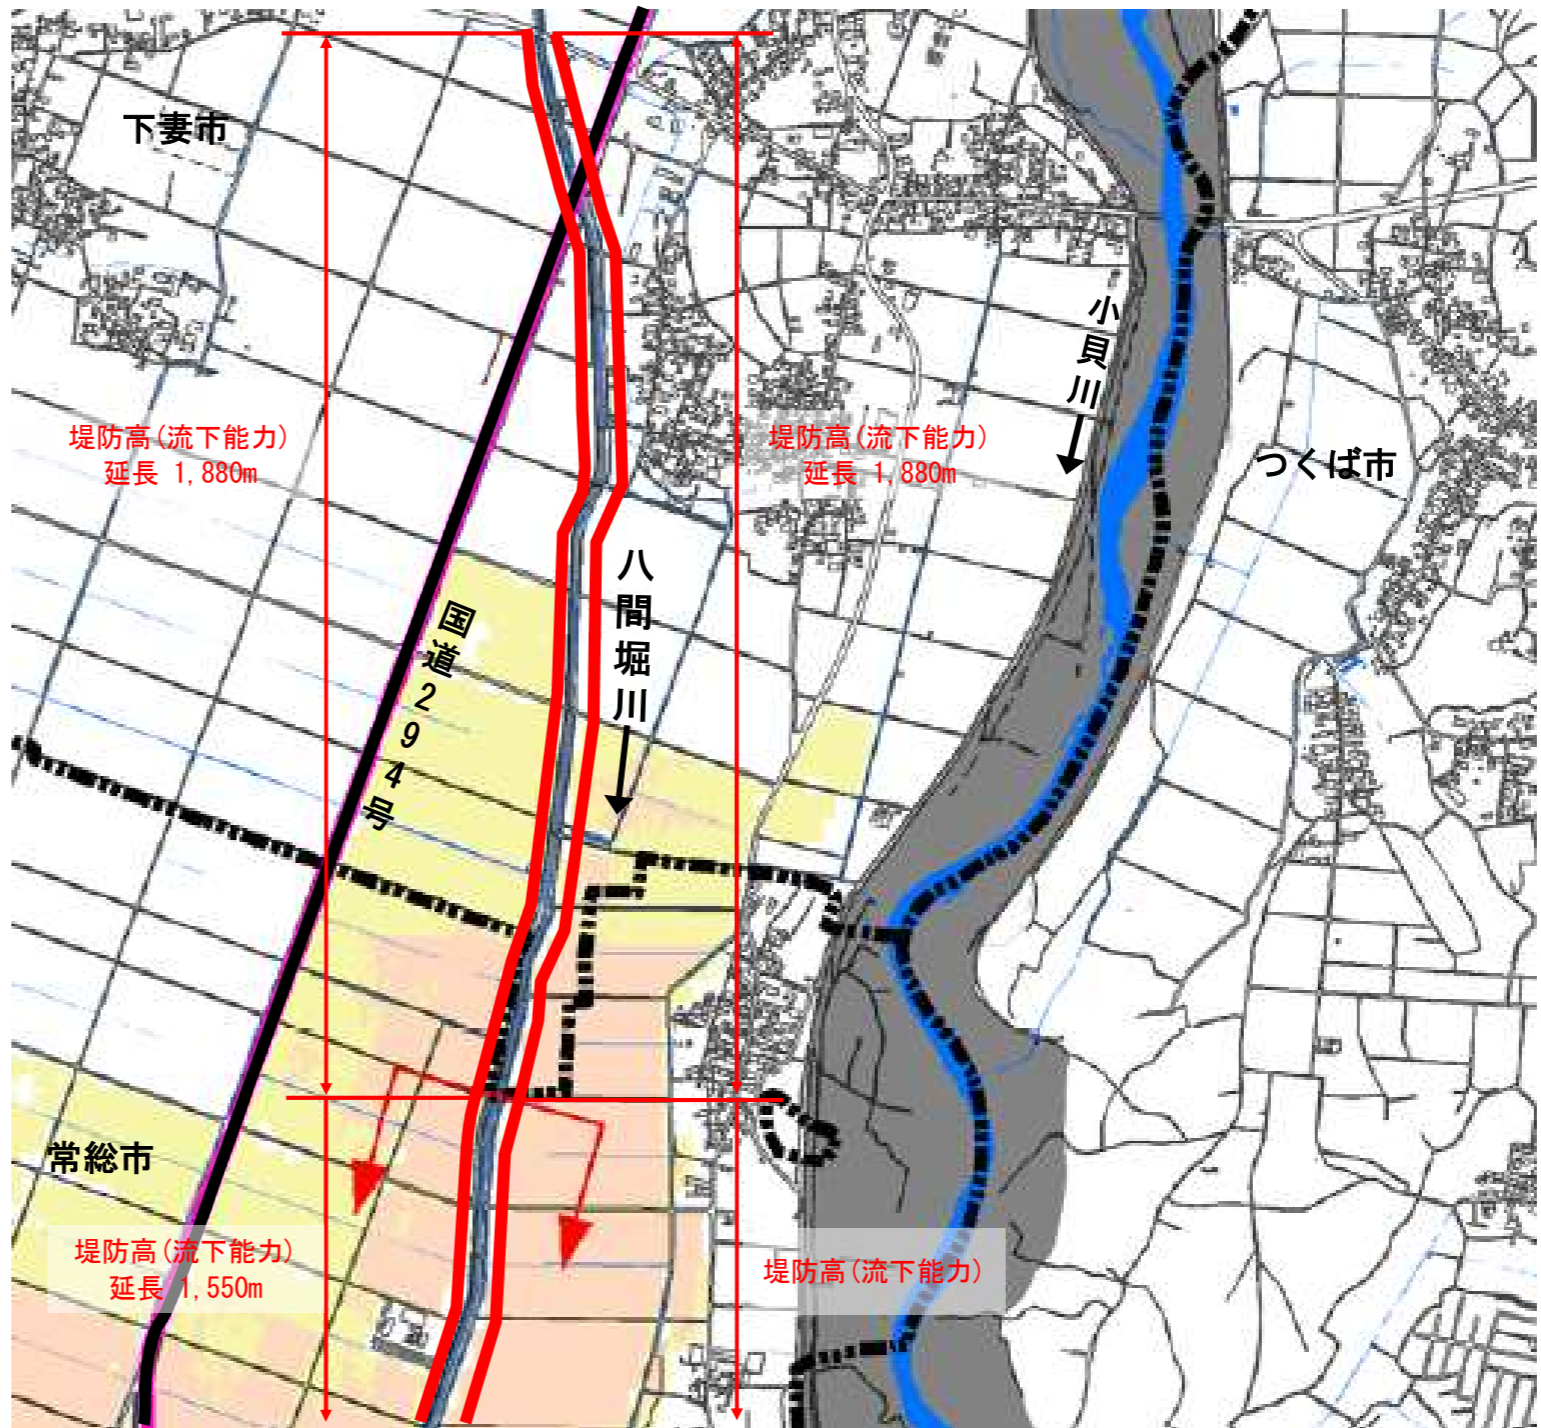 下妻市
小貝川
堤防高(流下能力)
延長 1,880m
堤防高(流下能力)
延長 1,880m
つくば市
八間堀川
国道294号
常総市
堤防高(流下能力)
延長 1,550m
堤防高(流下能力)